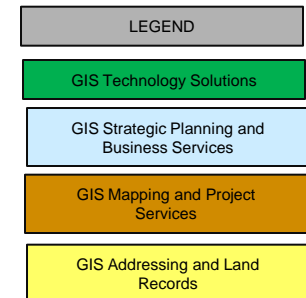 LEGEND
GIS Technology Solutions
GIS Strategic Planning and
Business Services
GIS Mapping and Project
Services
GIS Addressing and Land
Records